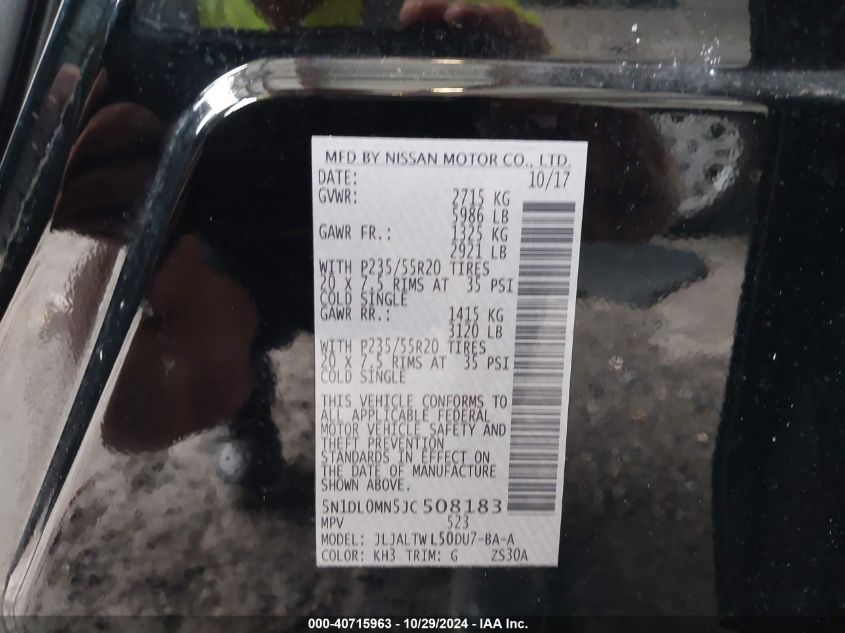 MFD BY NISSAN MOTOR CO., LTD.
DATE: 10/17
GVWR: 2715 KG
5986 LB
GAWR FR.: 1325 KG
2921 LB
WITH P235/55R20 TIRES
20 X 7.5 RIMS AT 35 PSI
COLD SINGLE
GAWR RR.: 1415 KG
3120 LB
WITH P235/55R20 TIRES
20 X 7.5 RIMS AT 35 PSI
COLD SINGLE
THIS VEHICLE CONFORMS TO
ALL APPLICABLE FEDERAL
MOTOR VEHICLE SAFETY AND
THEFT PREVENTION
STANDARDS IN EFFECT ON
THE DATE OF MANUFACTURE
SHOWN ABOVE.
5N1DL0MN5JC508183
MPV 523
MODEL: JLJALTWL50DU7-BA-A
COLOR: KH3 TRIM: G ZS30A
000-40715963 - 10/29/2024 - IAA Inc.